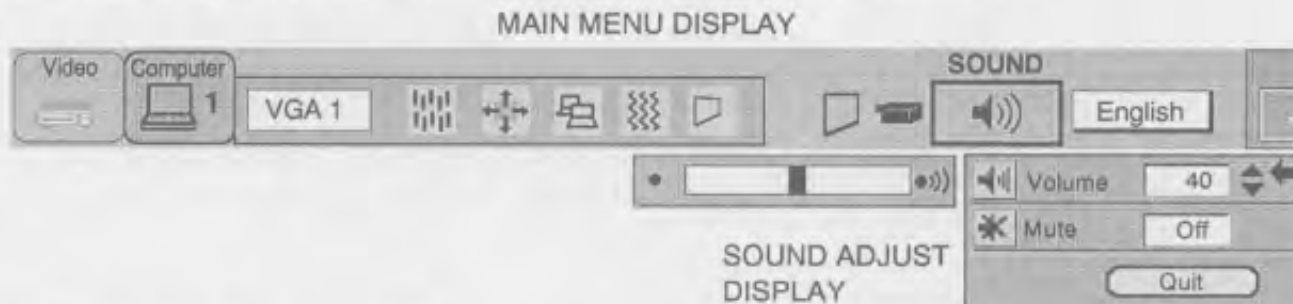 MAIN MENU DISPLAY
Video Computer SOUND
1 VGA 1 English
Volume 40
Mute Off
SOUND ADJUST
DISPLAY
Quit